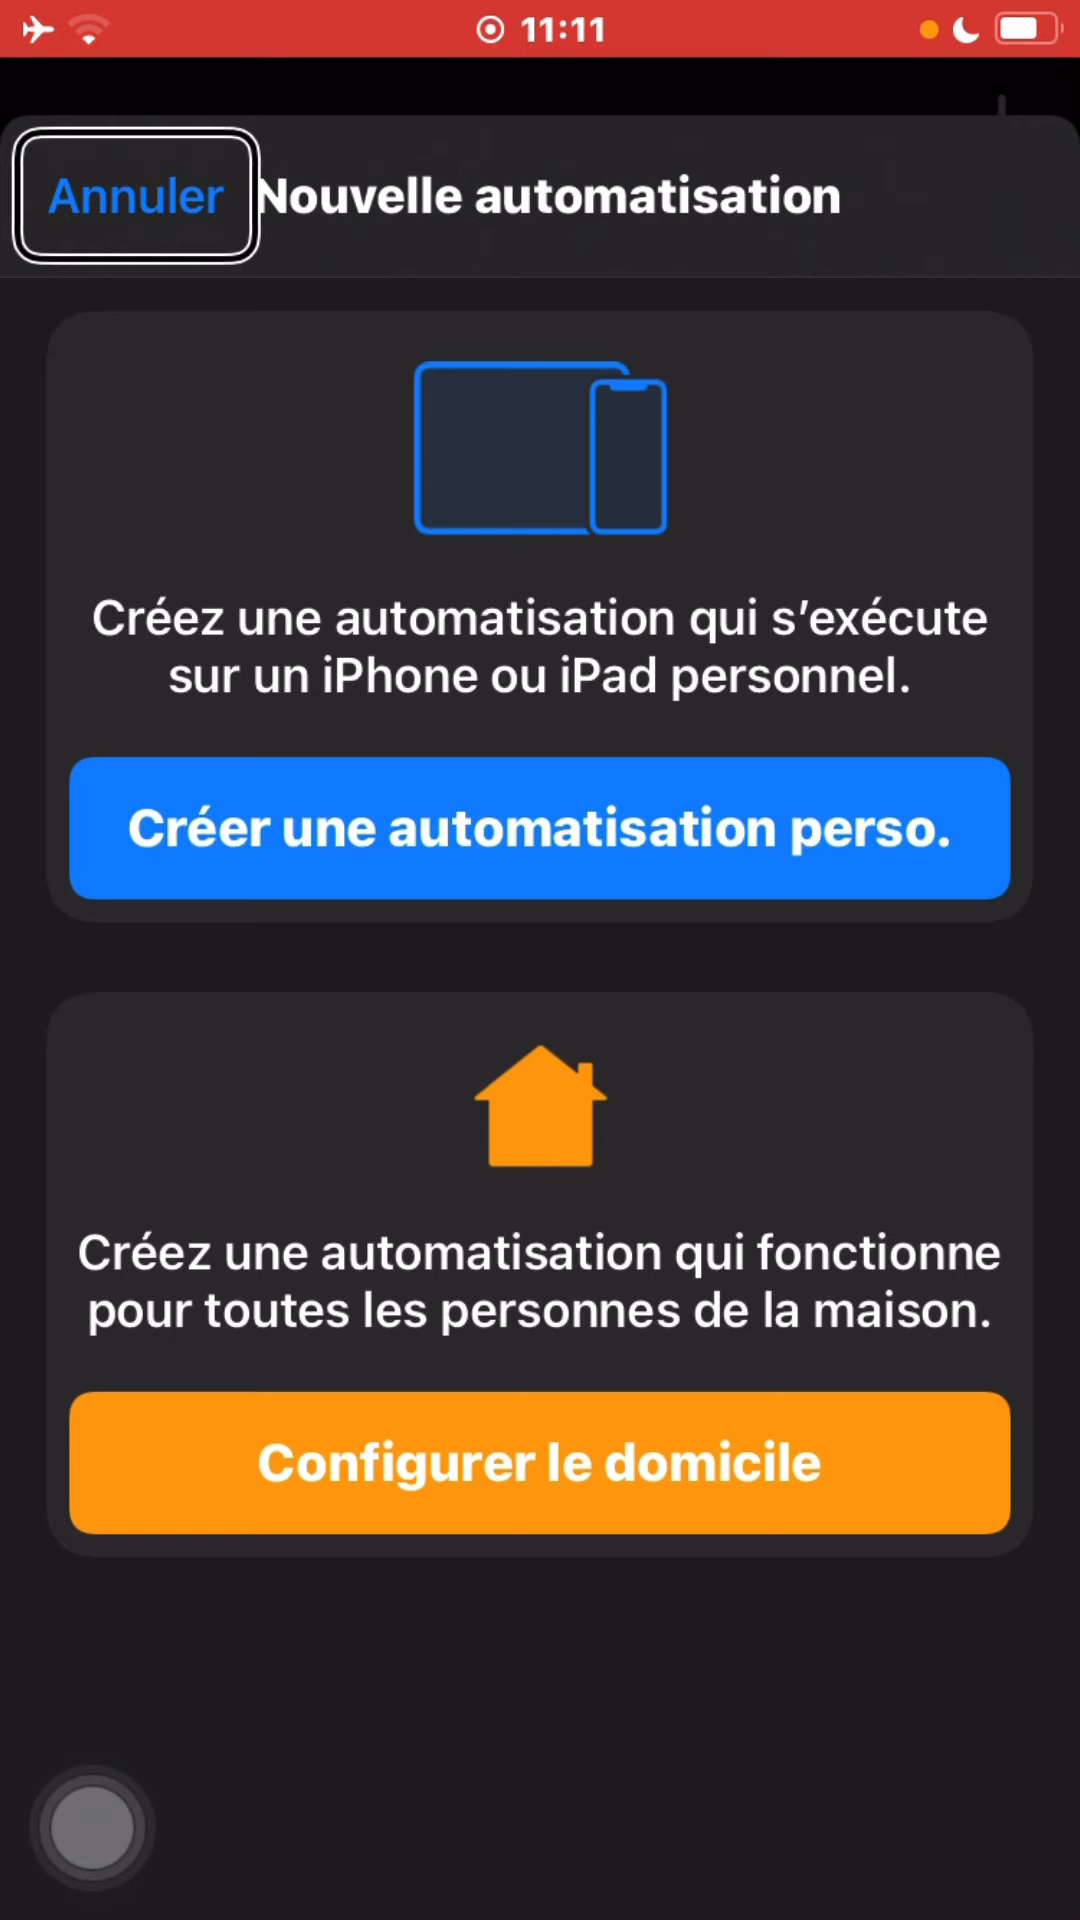 11:11
Annuler
Nouvelle automatisation
Créez une automatisation qui s’exécute
sur un iPhone ou iPad personnel.
Créer une automatisation perso.
Créez une automatisation qui fonctionne
pour toutes les personnes de la maison.
Configurer le domicile